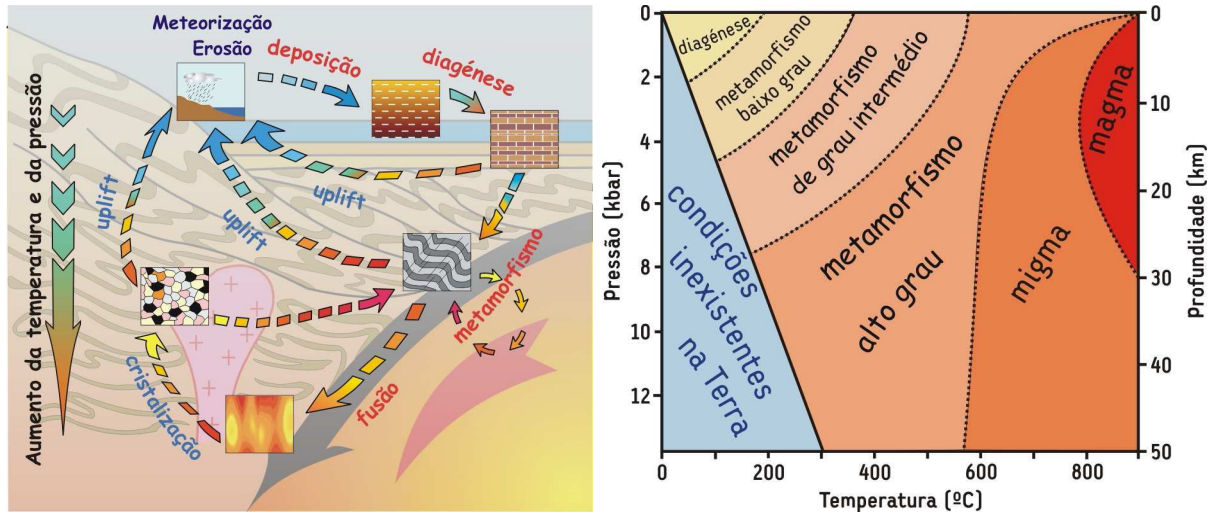 Meteorização
Erosão
deposição
diagénese
Aumento da temperatura e da pressão
uplift
uplift
uplift
metamorfismo
cristalização
fusão
Pressão (kbar)
0
2
4
6
8
10
12
diagénese
metamorfismo
baixo grau
metamorfismo
de grau intermédio
metamorfismo
alto grau
migma
magma
condições
inexistentes
na Terra
0
10
20
30
40
50
Profundidade (km)
0
200
400
600
800
Temperatura (ºC)